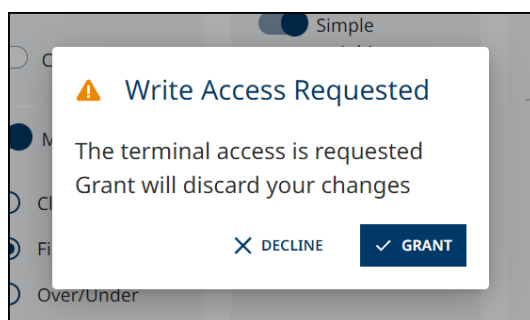 Simple
Write Access Requested
The terminal access is requested
Grant will discard your changes
DECLINE
GRANT
Over/Under